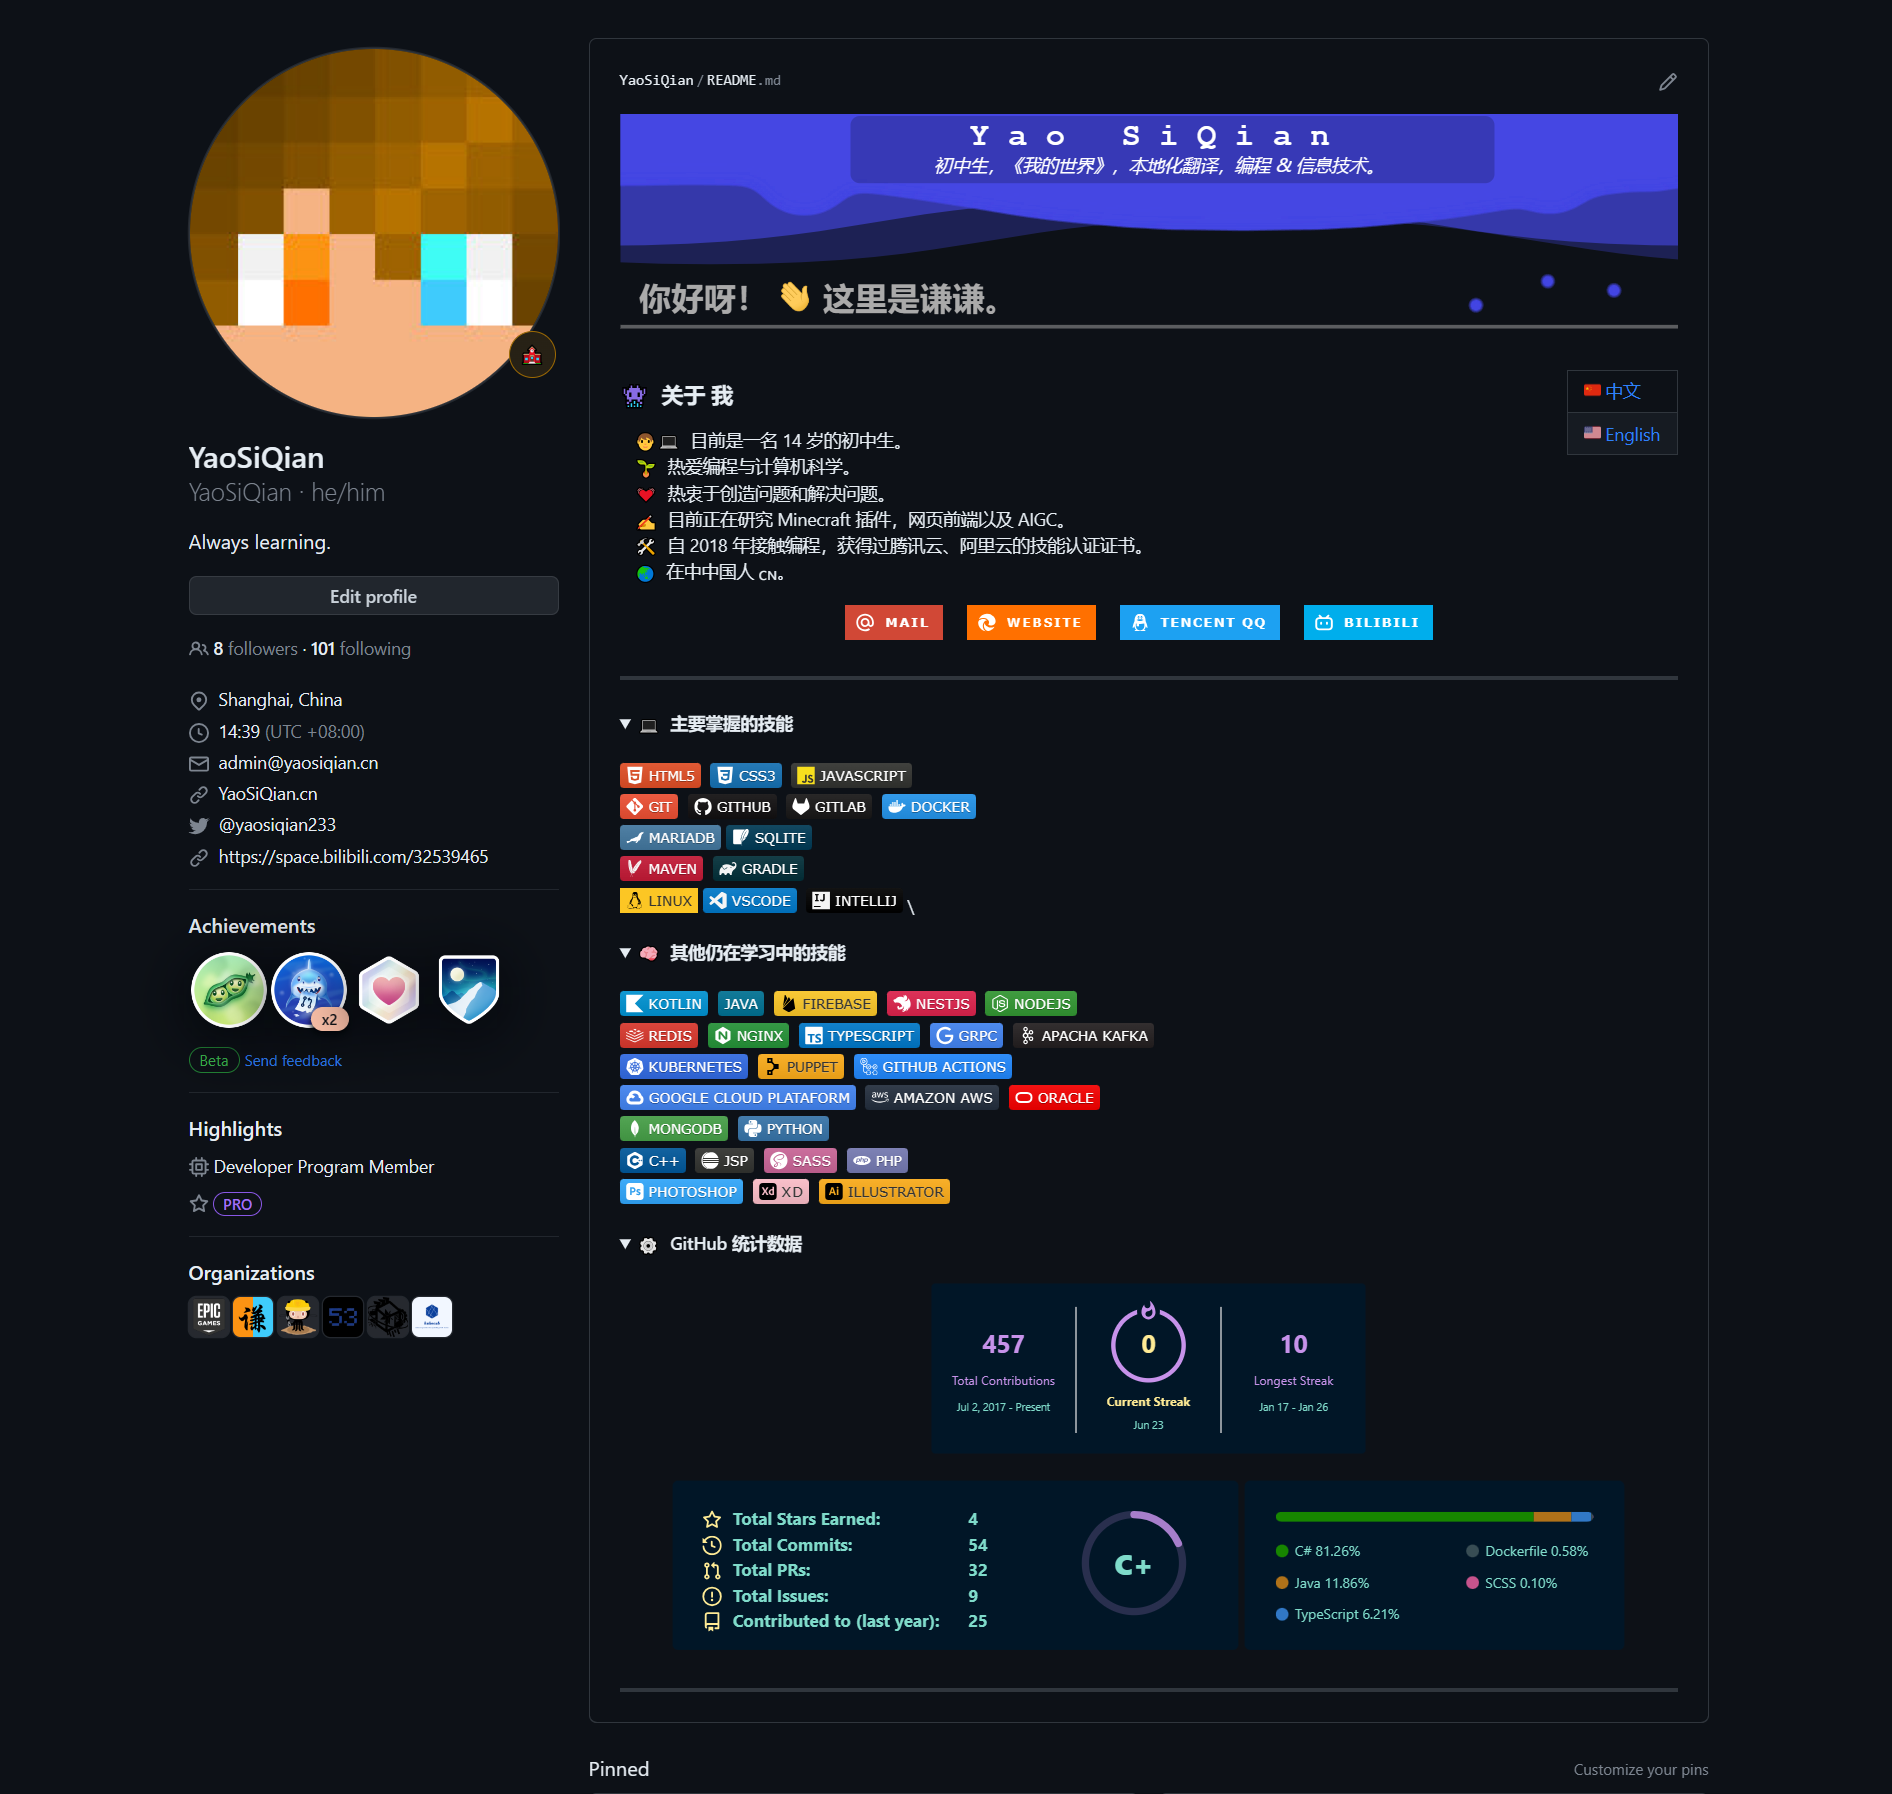 YaoSiQian
YaoSiQian · he/him
Always learning.
Edit profile
8 followers · 101 following
Shanghai, China
14:39 (UTC +08:00)
admin@yaosiqian.cn
YaoSiQian.cn
@yaosiqian233
https://space.bilibili.com/32539465
Achievements
x2
Beta Send feedback
Highlights
Developer Program Member
PRO
Organizations
EPIC GAMES 谦 53
YaoSiQian/README.md
Yao SiQian
初中生，《我的世界》，本地化翻译，编程 & 信息技术。
你好呀！ 👋 这里是谦谦。
关于 我
中文
English
目前是一名 14 岁的初中生。
热爱编程与计算机科学。
热衷于创造问题和解决问题。
目前正在研究 Minecraft 插件，网页前端以及 AIGC。
自 2018 年接触编程，获得过腾讯云、阿里云的技能认证证书。
在中中国人 CN。
MAIL WEBSITE TENCENT QQ BILIBILI
▼ 主要掌握的技能
HTML5 CSS3 JS JAVASCRIPT
GIT GITHUB GITLAB DOCKER
MARIADB SQLITE
MAVEN GRADLE
LINUX VSCODE IJ INTELLIJ \
▼ 其他仍在学习中的技能
KOTLIN JAVA FIREBASE NESTJS JS NODEJS
REDIS N NGINX TS TYPESCRIPT G GRPC APACHA KAFKA
KUBERNETES PUPPET GITHUB ACTIONS
GOOGLE CLOUD PLATAFORM aws AMAZON AWS ORACLE
MONGODB PYTHON
C C++ JSP SASS php PHP
Ps PHOTOSHOP Xd XD Ai ILLUSTRATOR
▼ GitHub 统计数据
457
Total Contributions
Jul 2, 2017 - Present
0
Current Streak
Jun 23
10
Longest Streak
Jan 17 - Jan 26
Total Stars Earned: 4
Total Commits: 54
Total PRs: 32
Total Issues: 9
Contributed to (last year): 25
C+
C# 81.26%
Java 11.86%
TypeScript 6.21%
Dockerfile 0.58%
SCSS 0.10%
Pinned
Customize your pins